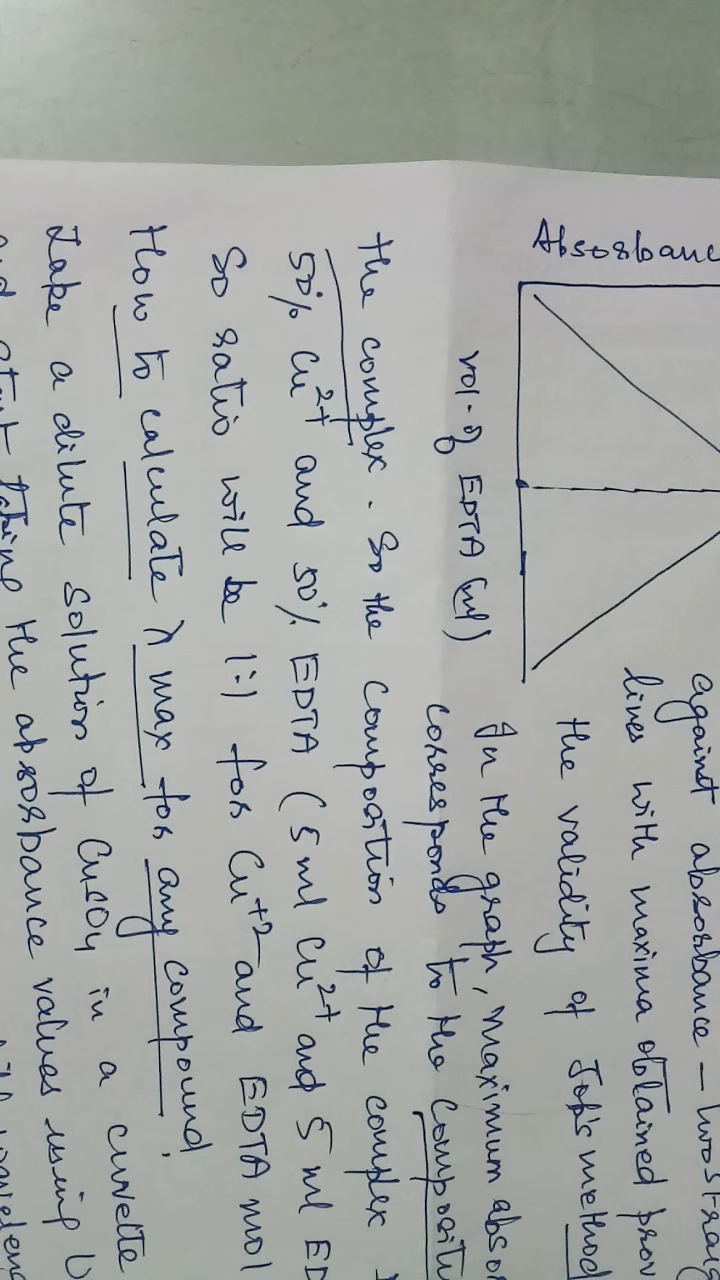 against absorbance – two straig
lines with maxima obtained prov
the validity of Job's method
Absorbance
vol. of EDTA (ml)
In the graph, maximum absor
corresponds to the compositi
the complex. So the composition of the complex
50% Cu2+ and 50% EDTA (5 ml Cu2+ and 5 ml ED
So ratio will be 1:1 for Cu+2 and EDTA mol
How to calculate λ max for any compound.
Take a dilute solution of CuSO4 in a cuvette
and start taking the absorbance values using U